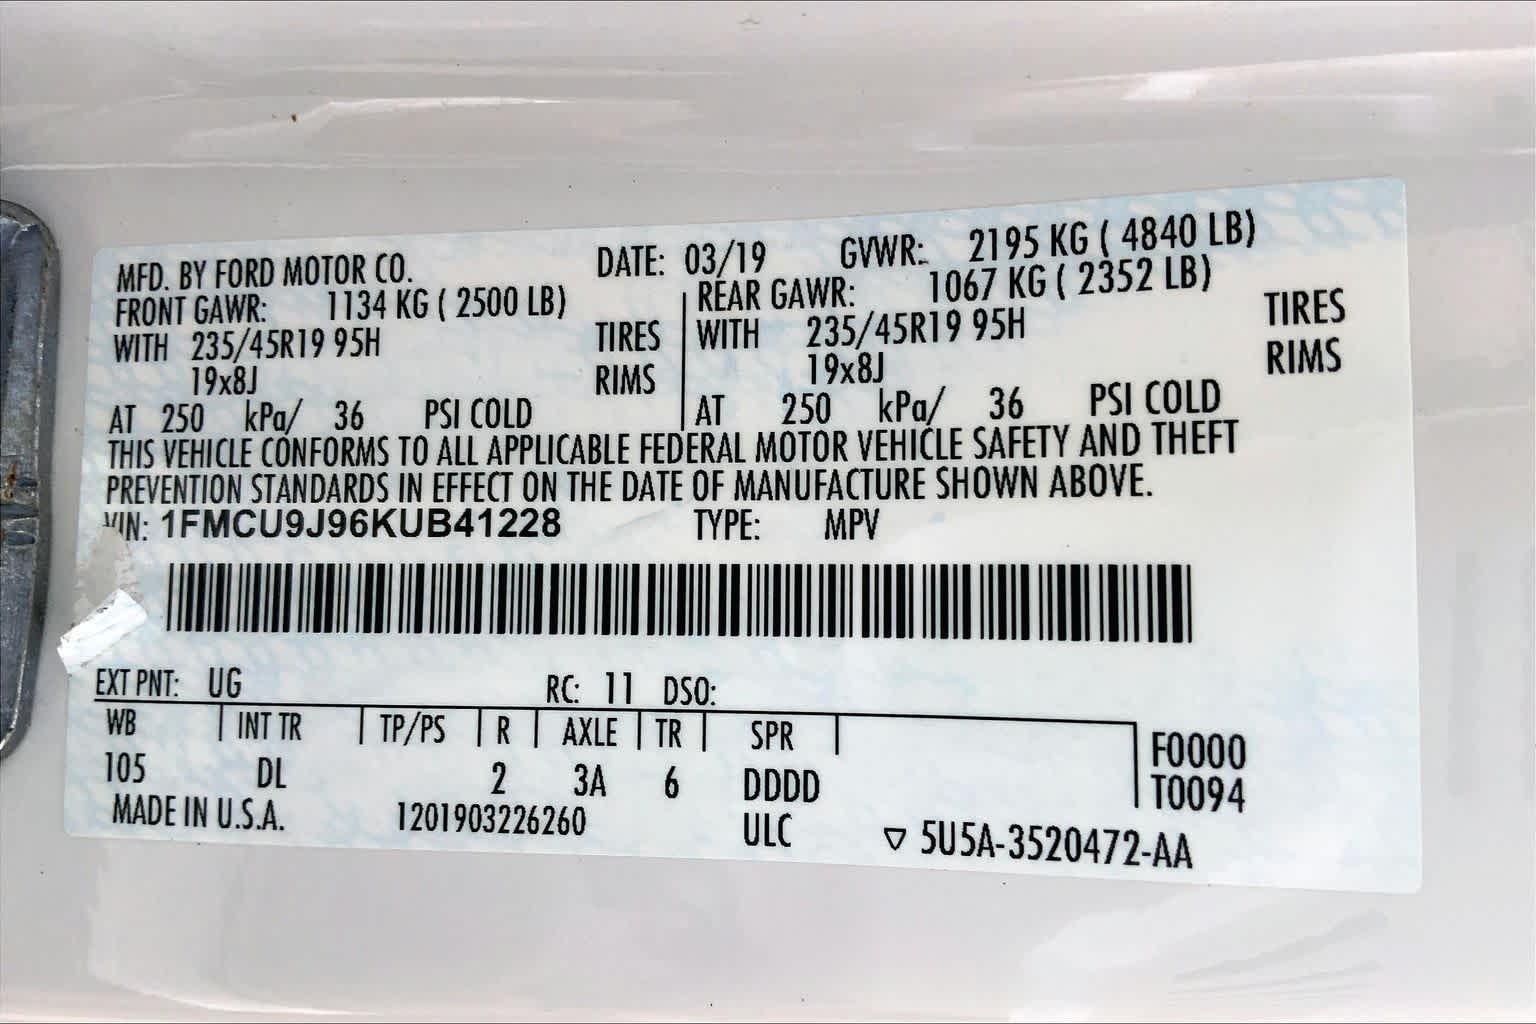 MFD. BY FORD MOTOR CO. DATE: 03/19 GVWR: 2195 KG ( 4840 LB)
FRONT GAWR: 1134 KG ( 2500 LB) REAR GAWR: 1067 KG ( 2352 LB)
WITH 235/45R19 95H TIRES WITH 235/45R19 95H TIRES
19x8J RIMS 19x8J RIMS
AT 250 kPa/ 36 PSI COLD AT 250 kPa/ 36 PSI COLD
THIS VEHICLE CONFORMS TO ALL APPLICABLE FEDERAL MOTOR VEHICLE SAFETY AND THEFT
PREVENTION STANDARDS IN EFFECT ON THE DATE OF MANUFACTURE SHOWN ABOVE.
VIN: 1FMCU9J96KUB41228 TYPE: MPV
EXT PNT: UG RC: 11 DSO:
WB INT TR TP/PS R AXLE TR SPR F0000
105 DL 2 3A 6 DDDD T0094
MADE IN U.S.A. 1201903226260 ULC ▽ 5U5A-3520472-AA